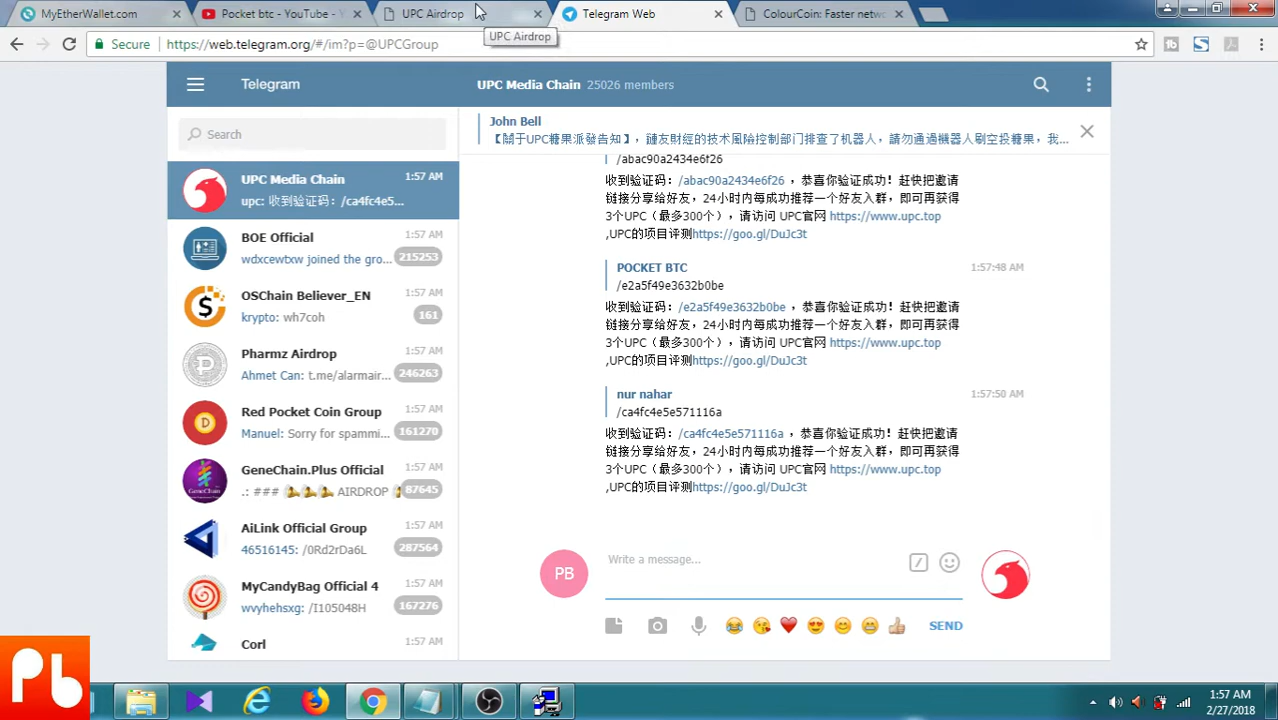 MyEtherWallet.com
Pocket btc - YouTube -
UPC Airdrop
Telegram Web
ColourCoin: Faster netw
UPC Airdrop
Secure
https://web.telegram.org/#/im?p=@UPCGroup
Telegram
UPC Media Chain 25026 members
Search
John Bell
【關于UPC糖果派發告知】，鏈友財經的技術風險控制部门排查了机器人，請勿通過機器人刷空投糖果，我...
UPC Media Chain 1:57 AM
upc: 收到验证码：/ca4fc4e5...
BOE Official 1:57 AM
wdxcewtxw joined the gro... 215253
OSChain Believer_EN 1:57 AM
krypto: wh7coh 161
Pharmz Airdrop 1:57 AM
Ahmet Can: t.me/alarmair... 246263
Red Pocket Coin Group 1:57 AM
Manuel: Sorry for spammi... 161270
GeneChain.Plus Official 1:57 AM
.: ### 🍌🍌🍌 AIRDROP 87645
AiLink Official Group 1:57 AM
46516145: /0Rd2rDa6L 287564
MyCandyBag Official 4 1:57 AM
wvyhehsxg: /I105048H 167276
Corl
/abac90a2434e6f26
收到验证码：/abac90a2434e6f26 ，恭喜你验证成功！赶快把邀请
链接分享给好友，24小时内每成功推荐一个好友入群，即可再获得
3个UPC（最多300个），请访问 UPC官网 https://www.upc.top
,UPC的项目评测https://goo.gl/DuJc3t
POCKET BTC 1:57:48 AM
/e2a5f49e3632b0be
收到验证码：/e2a5f49e3632b0be ，恭喜你验证成功！赶快把邀请
链接分享给好友，24小时内每成功推荐一个好友入群，即可再获得
3个UPC（最多300个），请访问 UPC官网 https://www.upc.top
,UPC的项目评测https://goo.gl/DuJc3t
nur nahar 1:57:50 AM
/ca4fc4e5e571116a
收到验证码：/ca4fc4e5e571116a ，恭喜你验证成功！赶快把邀请
链接分享给好友，24小时内每成功推荐一个好友入群，即可再获得
3个UPC（最多300个），请访问 UPC官网 https://www.upc.top
,UPC的项目评测https://goo.gl/DuJc3t
PB
Write a message...
SEND
Pb
1:57 AM
2/27/2018